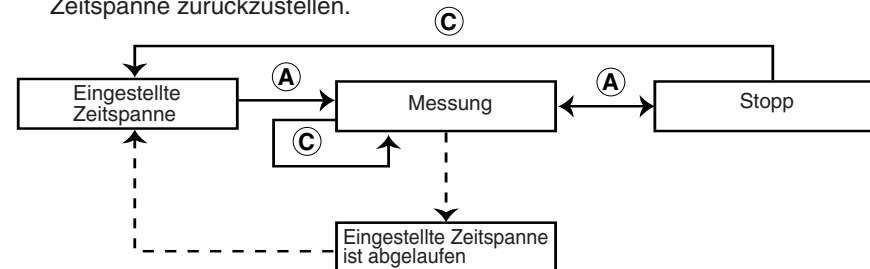 Zeitspanne zurückzustellen.
C
Eingestellte
Zeitspanne
A
Messung
A
Stopp
C
Eingestellte Zeitspanne
ist abgelaufen